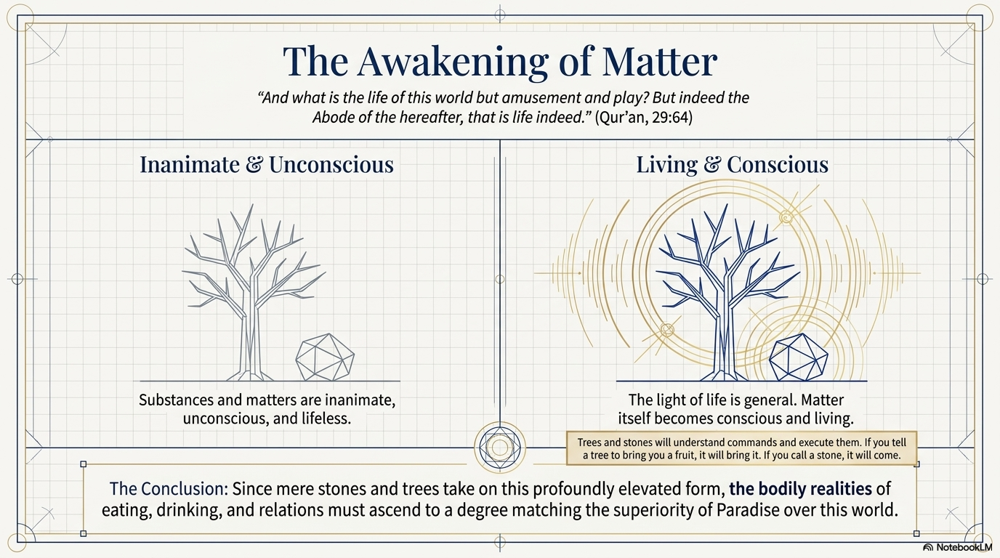 The Awakening of Matter
“And what is the life of this world but amusement and play? But indeed the
Abode of the hereafter, that is life indeed.” (Qur’an, 29:64)
Inanimate & Unconscious
Substances and matters are inanimate,
unconscious, and lifeless.
Living & Conscious
The light of life is general. Matter
itself becomes conscious and living.
Trees and stones will understand commands and execute them. If you tell
a tree to bring you a fruit, it will bring it. If you call a stone, it will come.
The Conclusion: Since mere stones and trees take on this profoundly elevated form, the bodily realities of
eating, drinking, and relations must ascend to a degree matching the superiority of Paradise over this world.
NotebookLM